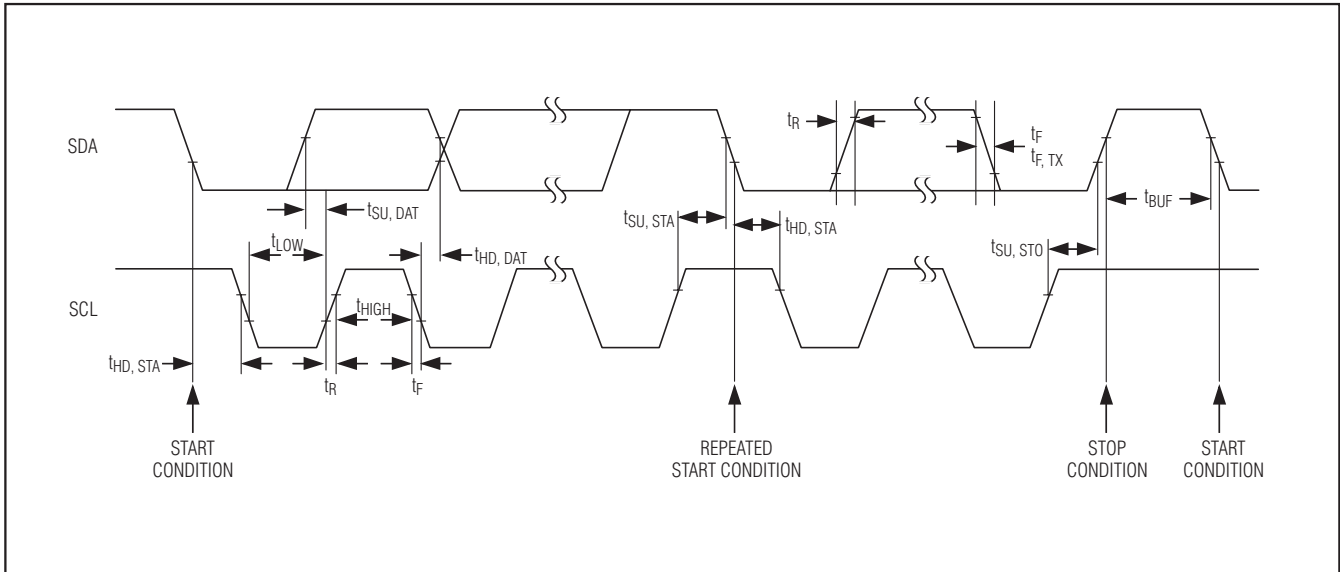 SDA
tR
tF
tF, TX
tSU, DAT
tSU, STA
tHD, STA
tBUF
tLOW
tHD, DAT
tSU, STO
SCL
tHIGH
tHD, STA
tR
tF
START
CONDITION
REPEATED
START CONDITION
STOP
CONDITION
START
CONDITION